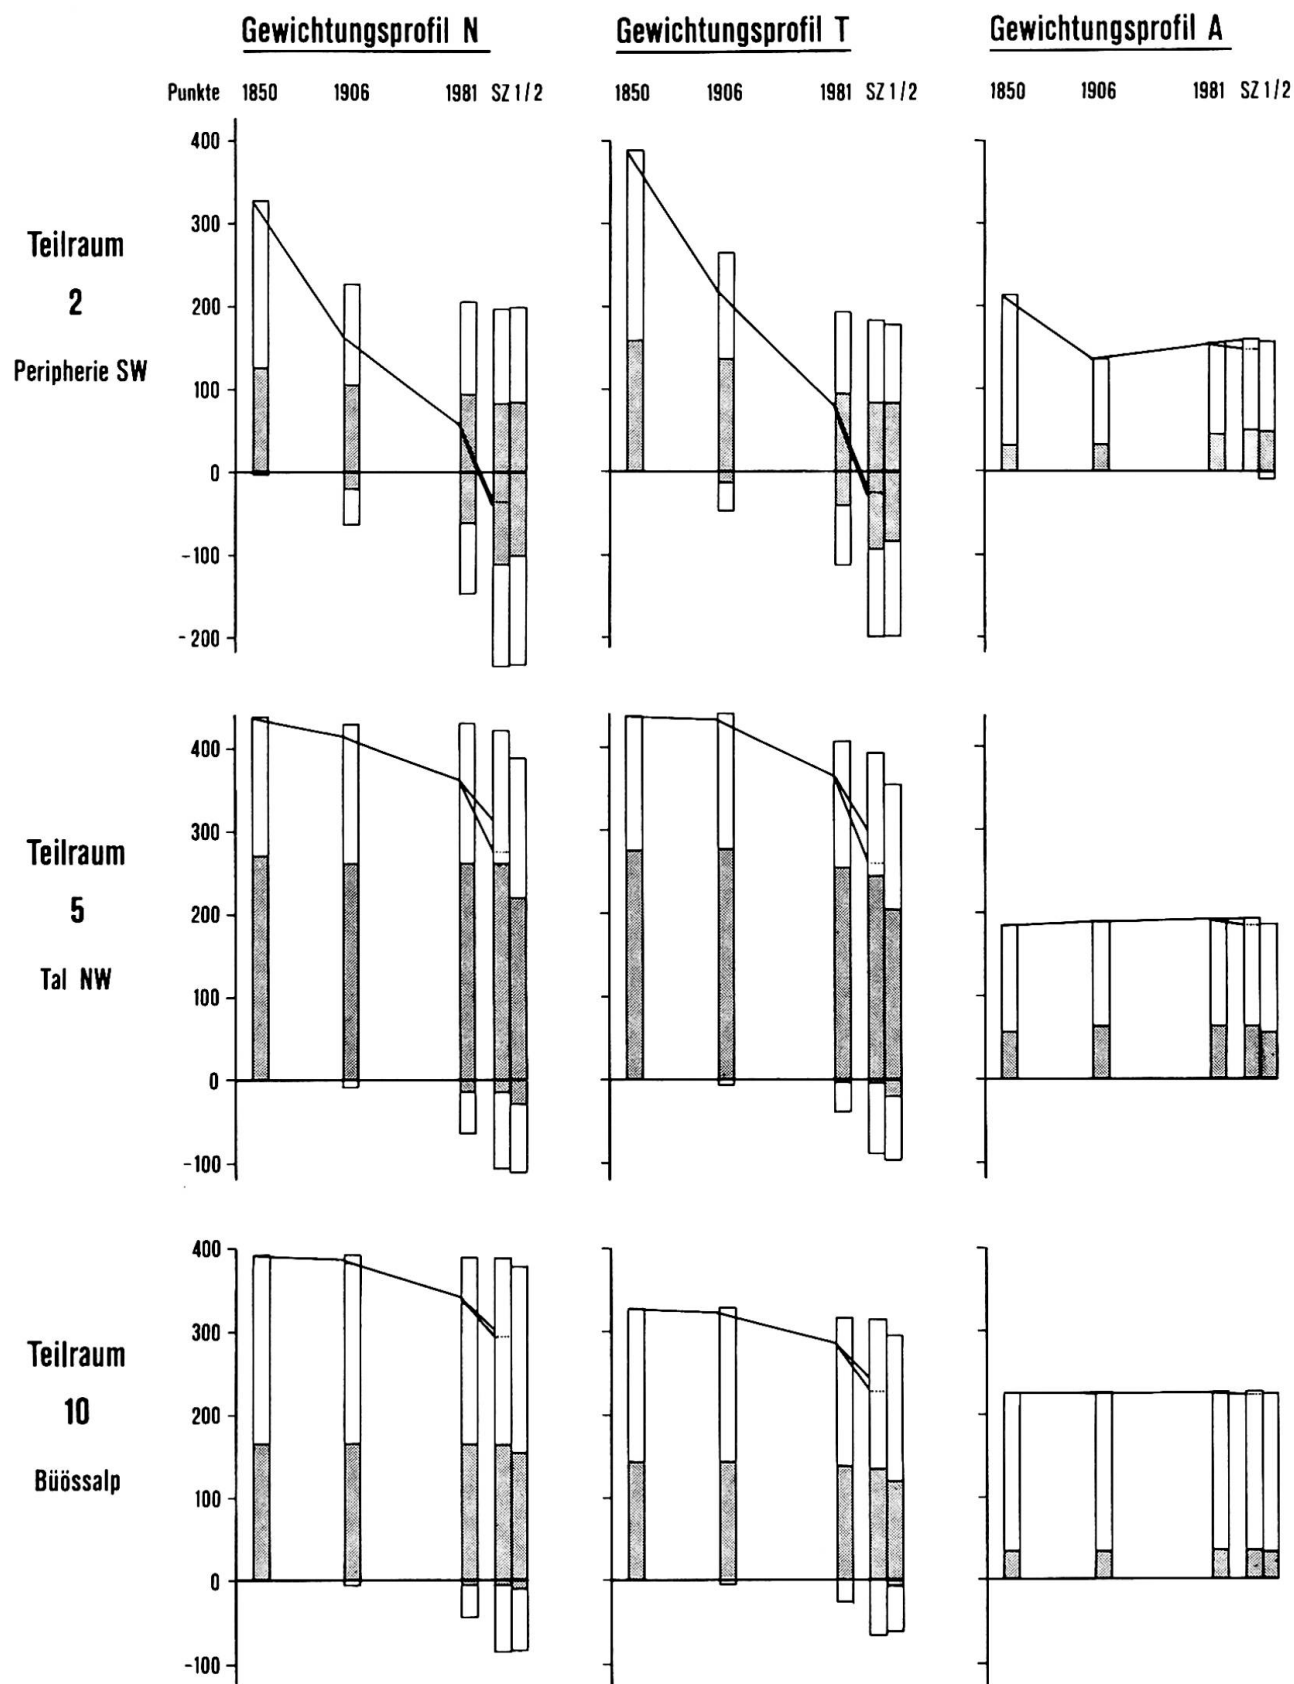 Gewichtungsprofil N Gewichtungsprofil T Gewichtungsprofil A
Punkte 1850 1906 1981 SZ 1/2 1850 1906 1981 SZ 1/2 1850 1906 1981 SZ 1/2
400
300
Teilraum
2
200
Peripherie SW
100
0
-100
-200
400
300
Teilraum
5
200
Tal NW
100
0
-100
400
300
Teilraum
10
200
Büössalp
100
0
-100